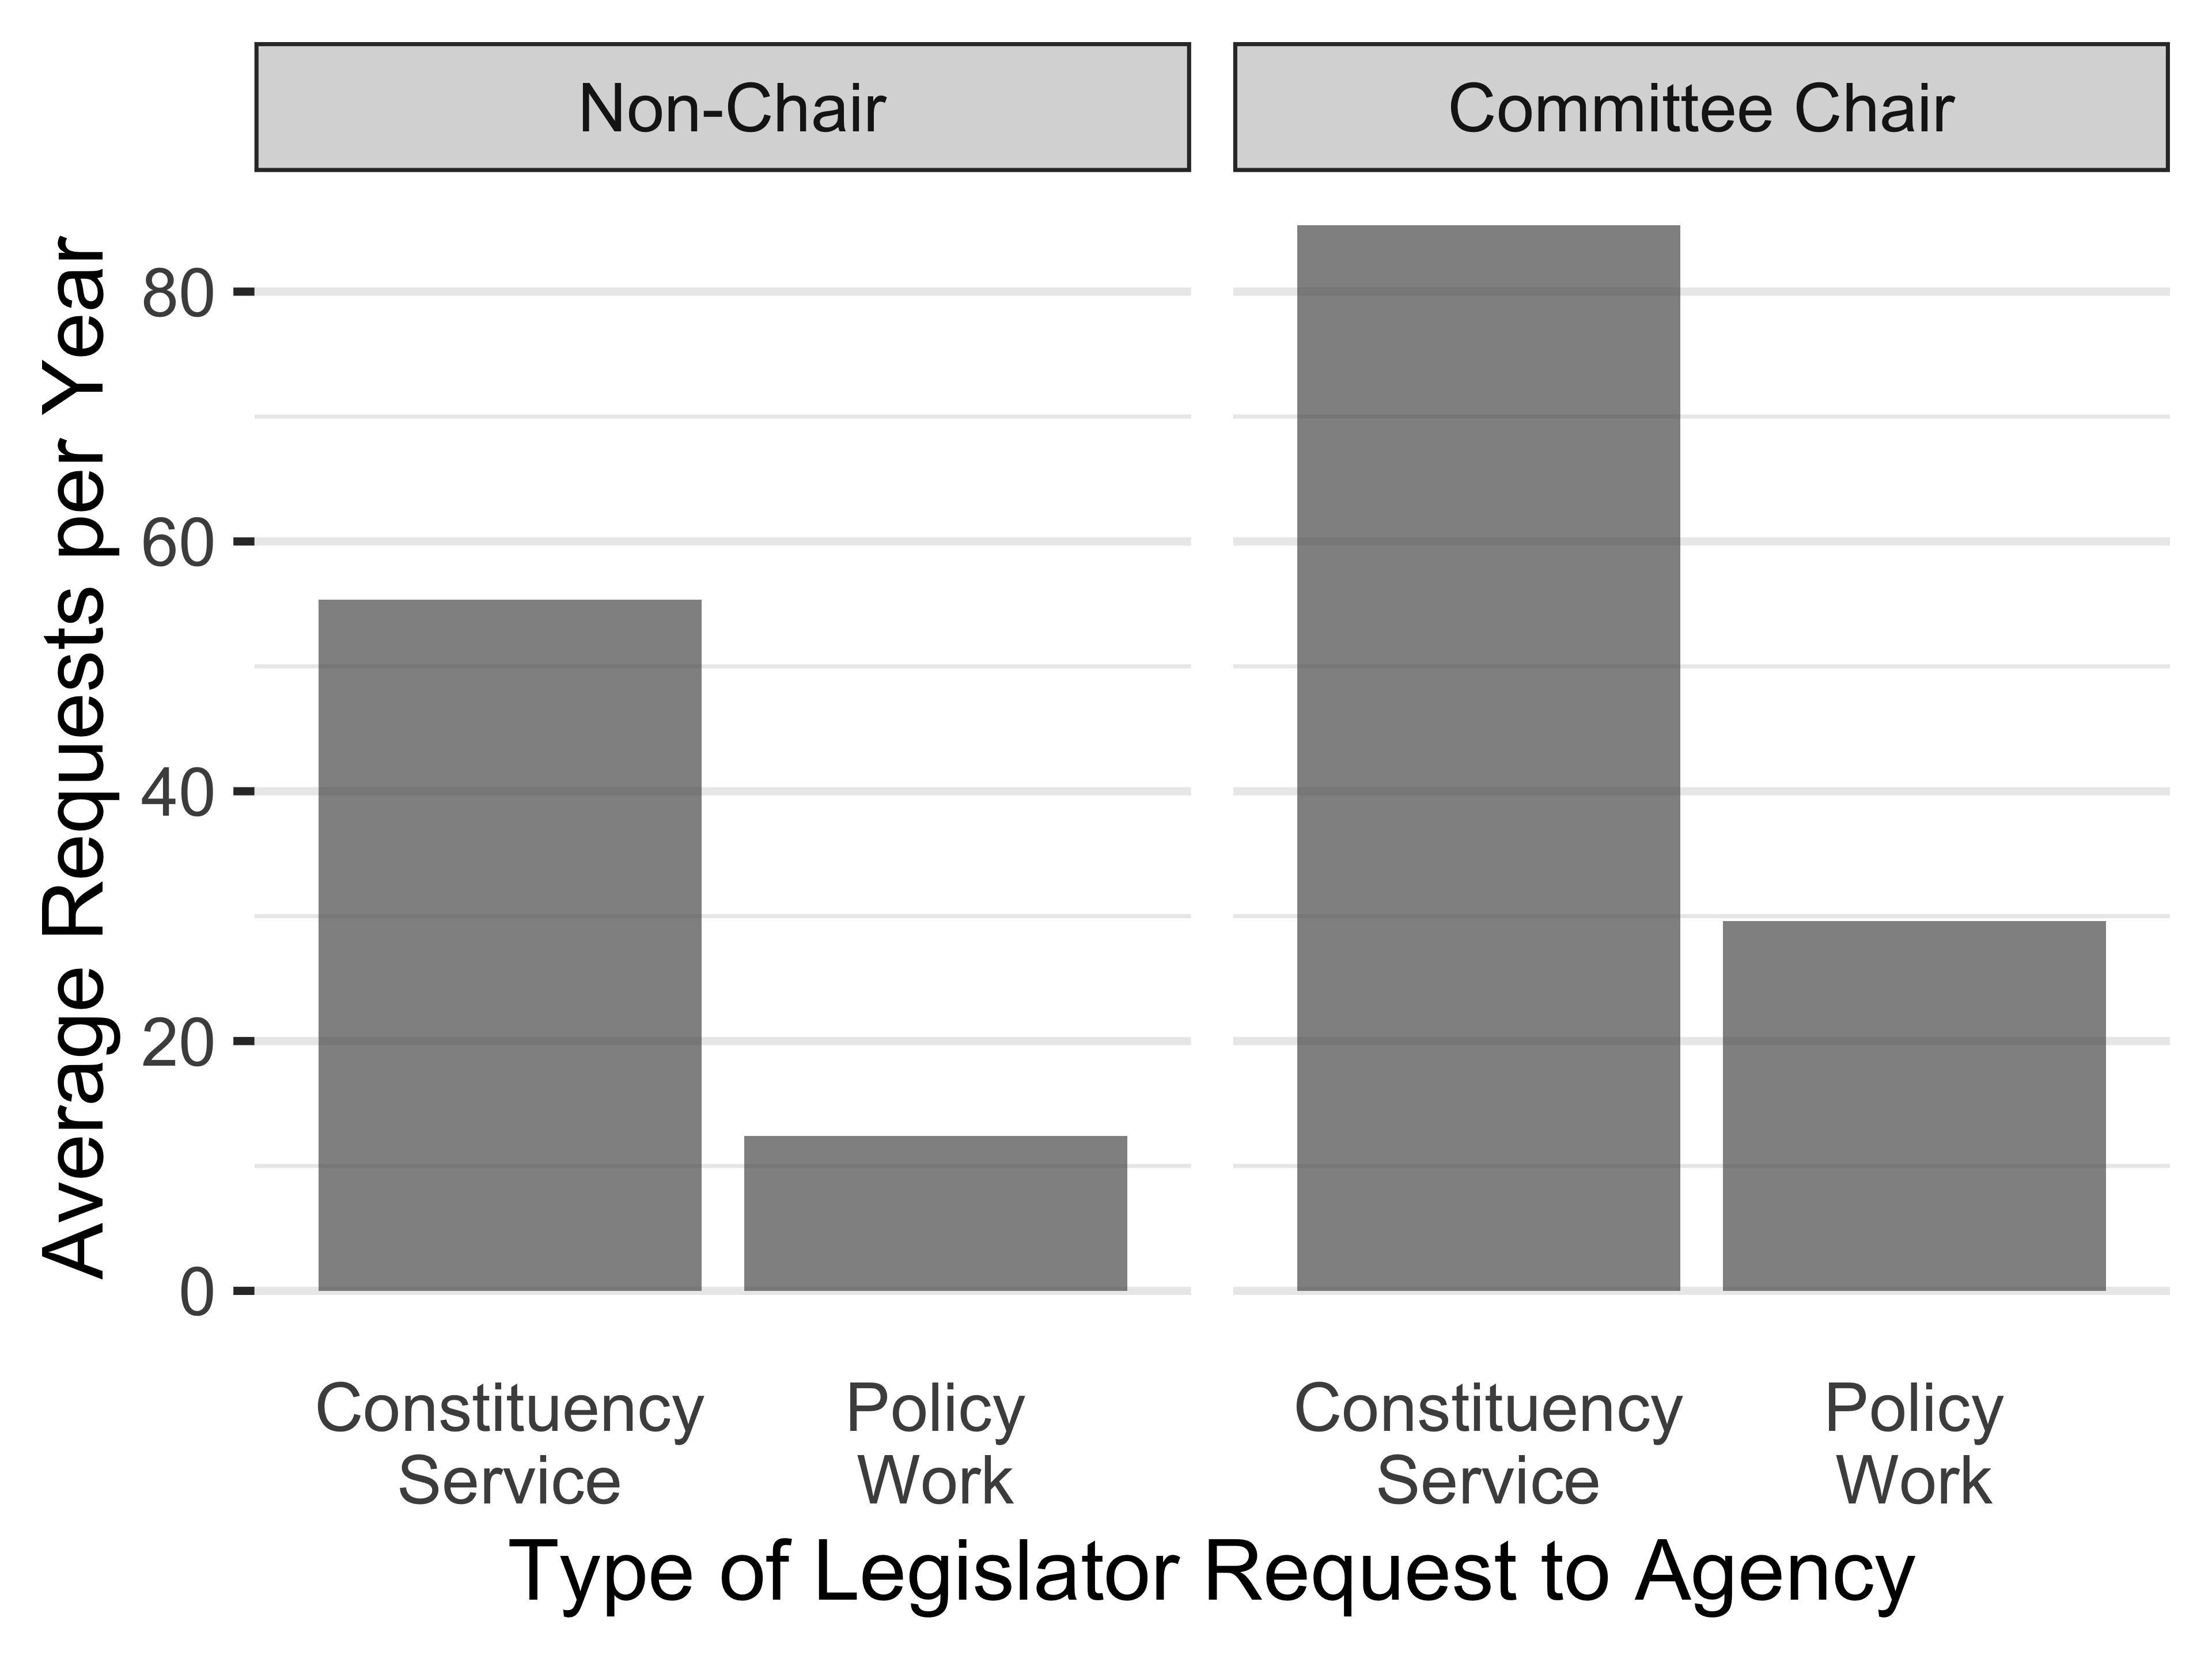 Non-Chair
Committee Chair
Average Requests per Year
80
60
40
20
0
Constituency
Service
Policy
Work
Constituency
Service
Policy
Work
Type of Legislator Request to Agency